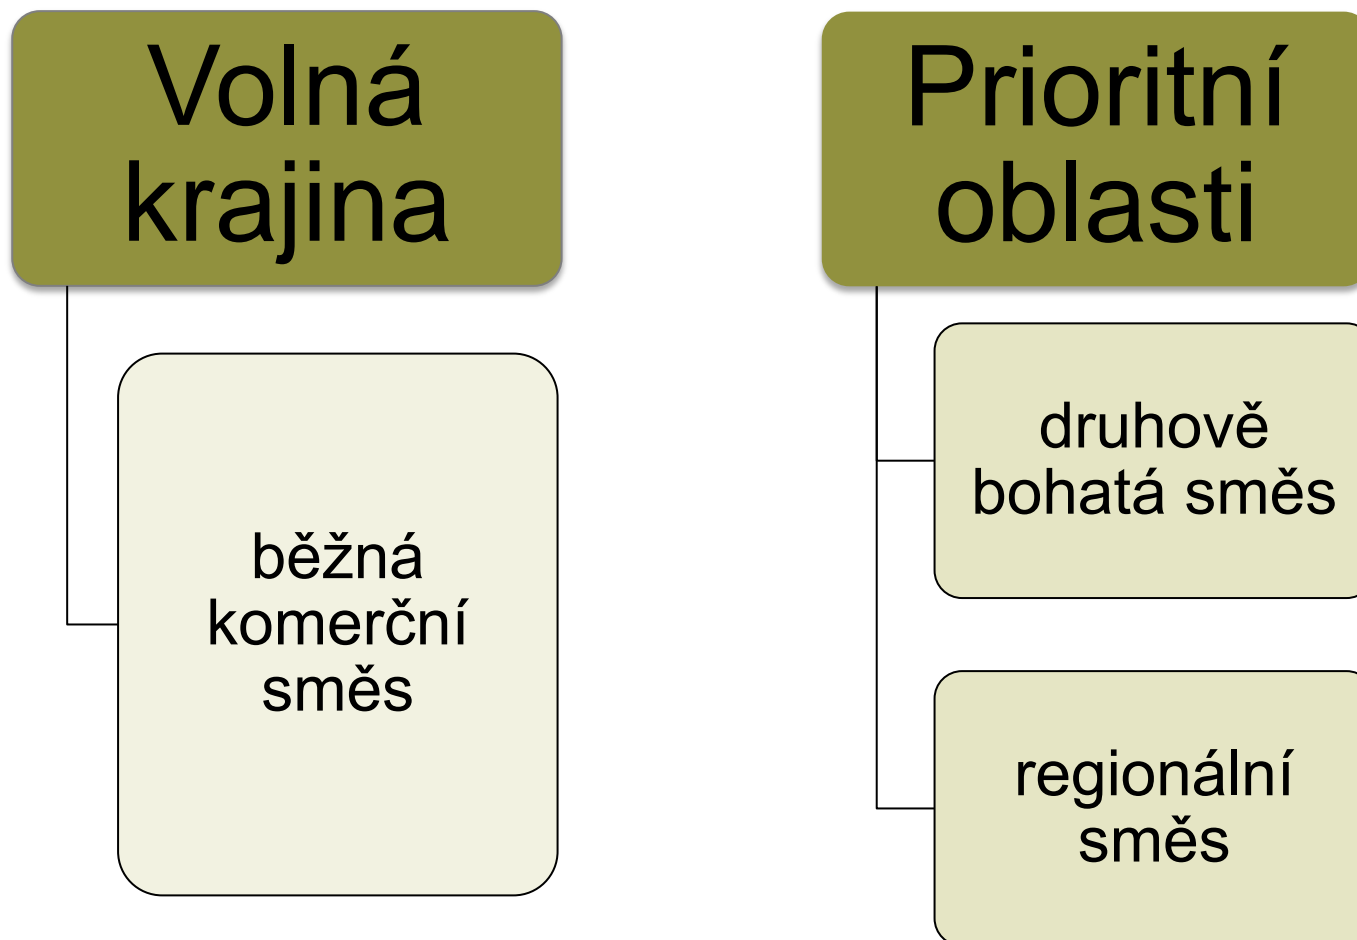 Volná
krajina
běžná
komerční
směs
Prioritní
oblasti
druhově
bohatá směs
regionální
směs